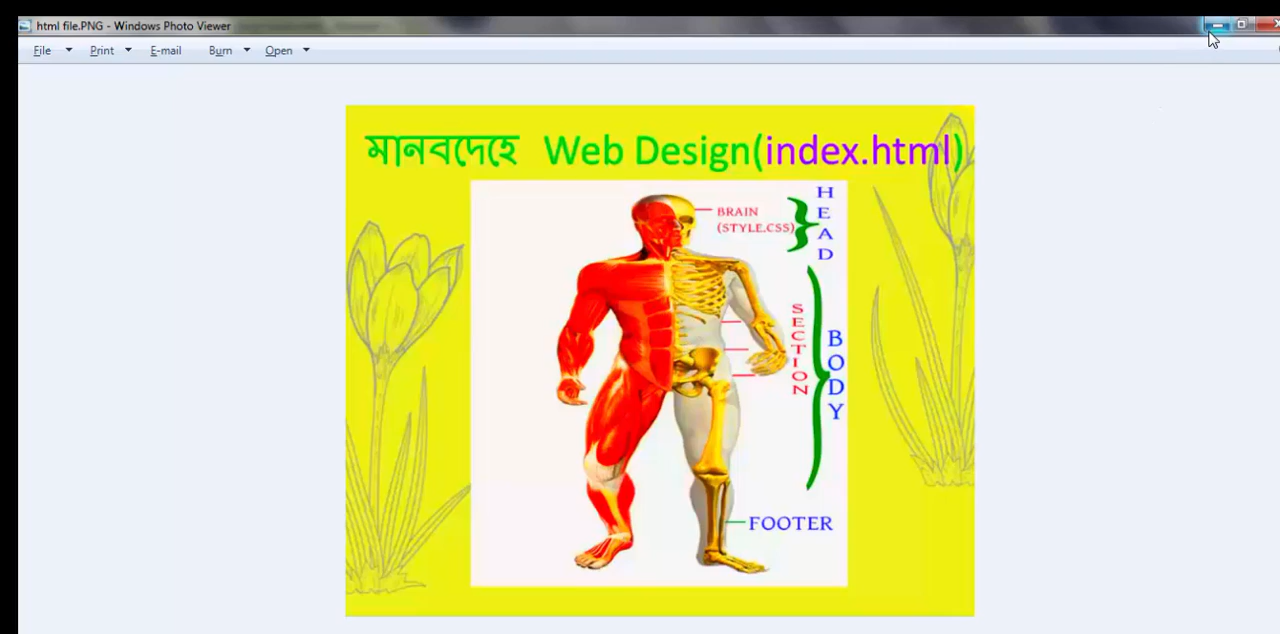 html file.PNG - Windows Photo Viewer
File Print E-mail Burn Open
মানবদেহে Web Design(index.html)
BRAIN
(STYLE.CSS)
HEAD
SECTION
BODY
FOOTER